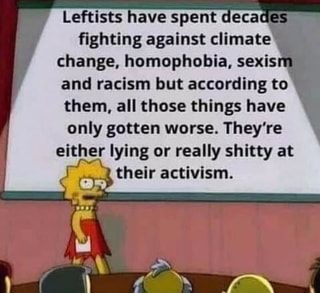 Leftists have spent decades
fighting against climate
change, homophobia, sexism
and racism but according to
them, all those things have
only gotten worse. They're
either lying or really shitty at
their activism.